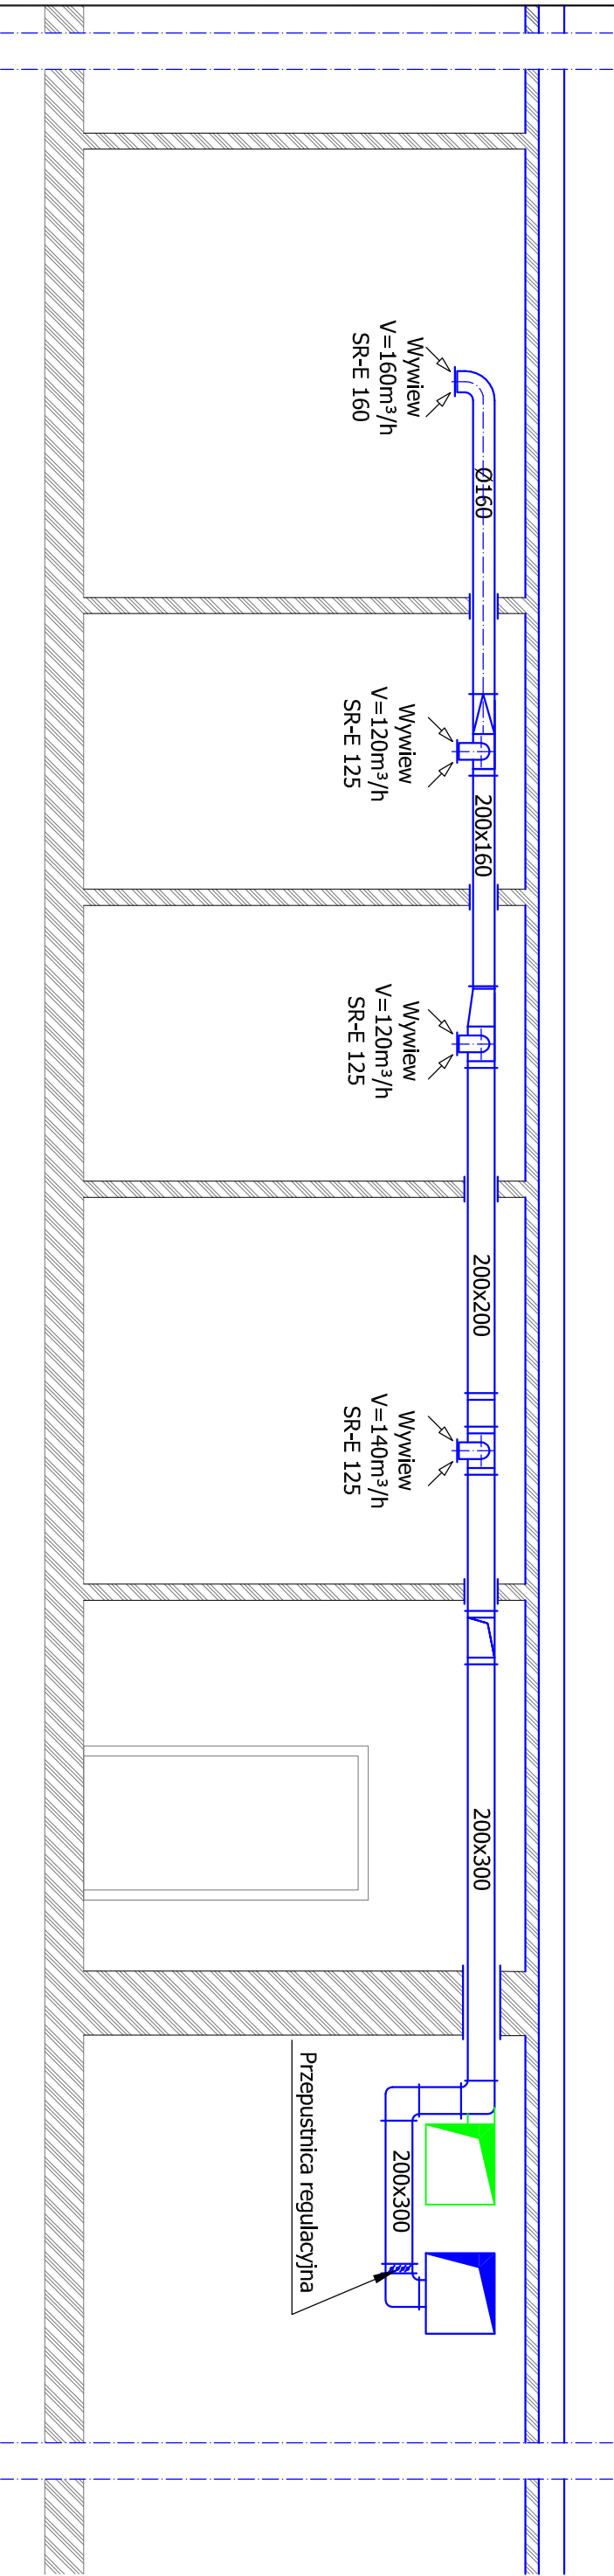 Wywiew
V=160m³/h
SR-E 160
Ø160
Wywiew
V=120m³/h
SR-E 125
200x160
Wywiew
V=120m³/h
SR-E 125
200x200
Wywiew
V=140m³/h
SR-E 125
200x300
Przepustnica regulacyjna
200x300